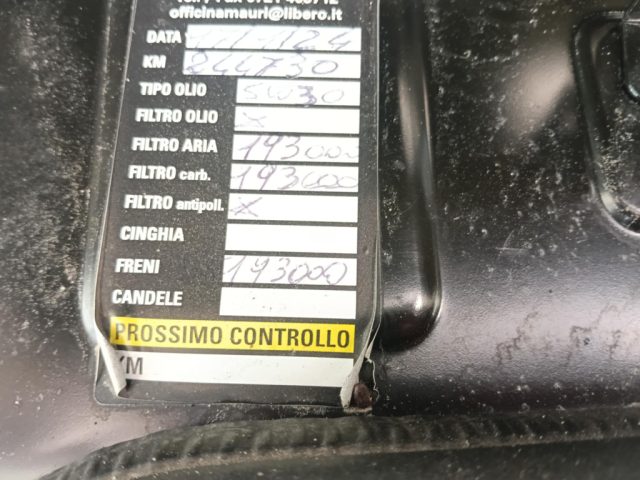 officinamauri@libero.it
DATA
KM 244730
TIPO OLIO 5W30
FILTRO OLIO X
FILTRO ARIA 193000
FILTRO carb. 193000
FILTRO antipoll. X
CINGHIA
FRENI 193000
CANDELE
PROSSIMO CONTROLLO
KM